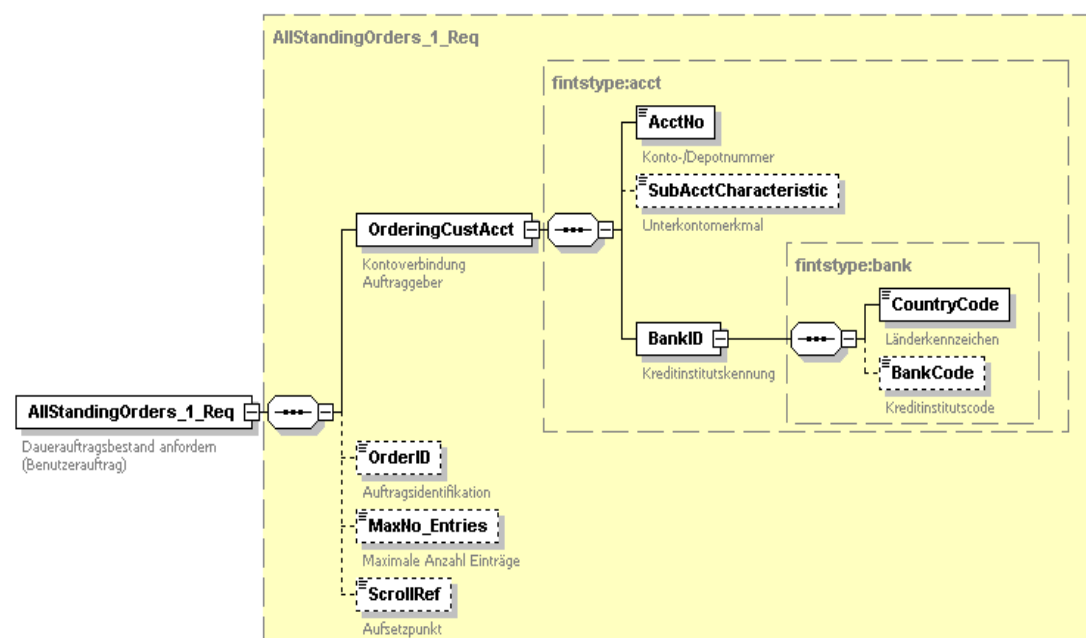 AllStandingOrders_1_Req
fintstype:acct
AcctNo
Konto-/Depotnummer
SubAcctCharacteristic
Unterkontomerkmal
OrderingCustAcct
Kontoverbindung
Auftraggeber
fintstype:bank
CountryCode
Länderkennzeichen
BankID
Kreditinstitutskennung
BankCode
Kreditinstitutscode
AllStandingOrders_1_Req
Dauerauftragsbestand anfordern
(Benutzerauftrag)
OrderID
Auftragsidentifikation
MaxNo_Entries
Maximale Anzahl Einträge
ScrollRef
Aufsetzpunkt